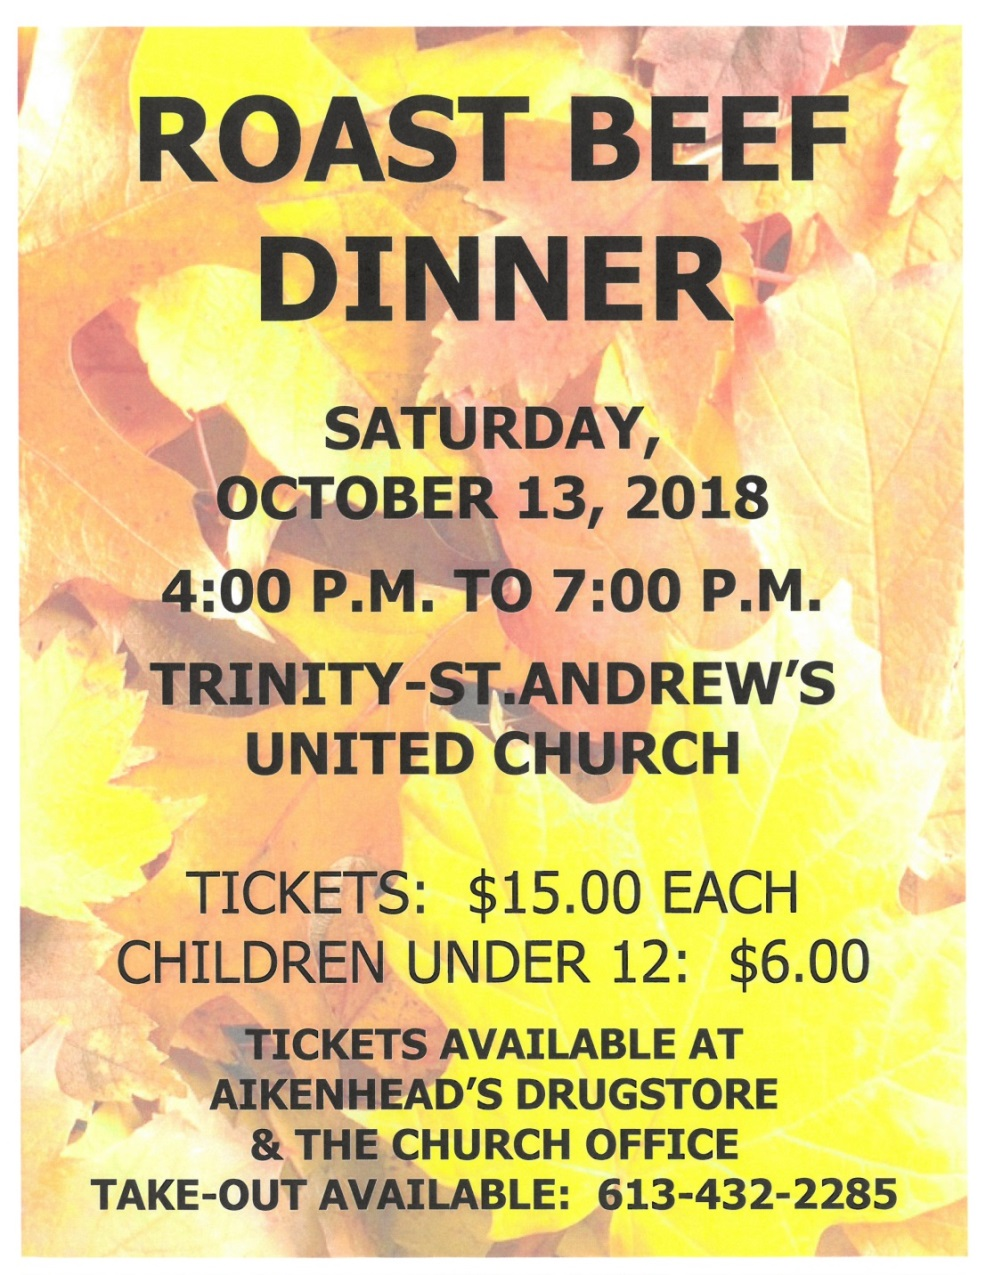 ROAST BEEF
DINNER
SATURDAY,
OCTOBER 13, 2018
4:00 P.M. TO 7:00 P.M.
TRINITY-ST.ANDREW’S
UNITED CHURCH
TICKETS: $15.00 EACH
CHILDREN UNDER 12: $6.00
TICKETS AVAILABLE AT
AIKENHEAD’S DRUGSTORE
& THE CHURCH OFFICE
TAKE-OUT AVAILABLE: 613-432-2285